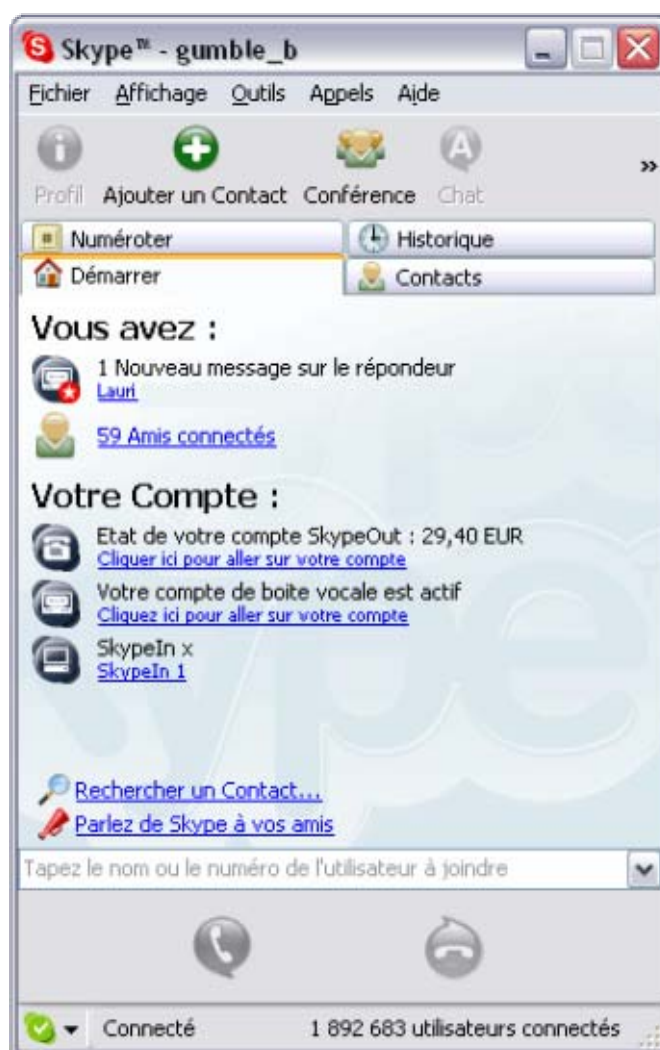 Skype™ - gumble_b
Fichier Affichage Outils Appels Aide
Profil Ajouter un Contact Conférence Chat »
Numéroter Historique
Démarrer Contacts
Vous avez :
1 Nouveau message sur le répondeur
Lauri
59 Amis connectés
Votre Compte :
Etat de votre compte SkypeOut : 29,40 EUR
Cliquer ici pour aller sur votre compte
Votre compte de boite vocale est actif
Cliquez ici pour aller sur votre compte
SkypeIn x
SkypeIn 1
Rechercher un Contact...
Parlez de Skype à vos amis
Tapez le nom ou le numéro de l'utilisateur à joindre
Connecté 1 892 683 utilisateurs connectés